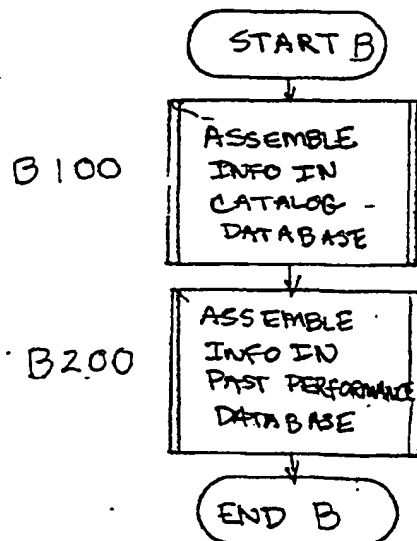 START B
B100
ASSEMBLE
INFO IN
CATALOG -
DATABASE
B200
ASSEMBLE
INFO IN
PAST PERFORMANCE
DATABASE
END B